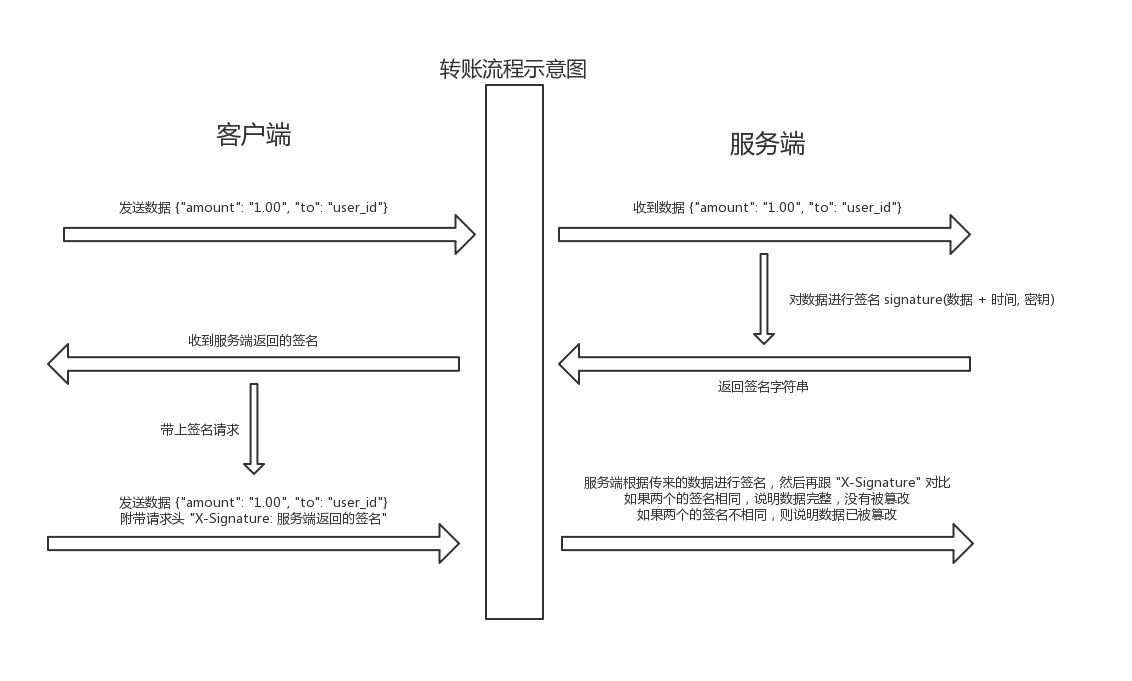 转账流程示意图
客户端
服务端
发送数据 {"amount": "1.00", "to": "user_id"}
收到数据 {"amount": "1.00", "to": "user_id"}
对数据进行签名 signature(数据 + 时间, 密钥)
收到服务端返回的签名
返回签名字符串
带上签名请求
发送数据 {"amount": "1.00", "to": "user_id"}
附带请求头 "X-Signature: 服务端返回的签名"
服务端根据传来的数据进行签名，然后再跟 "X-Signature" 对比
如果两个的签名相同，说明数据完整，没有被篡改
如果两个的签名不相同，则说明数据已被篡改